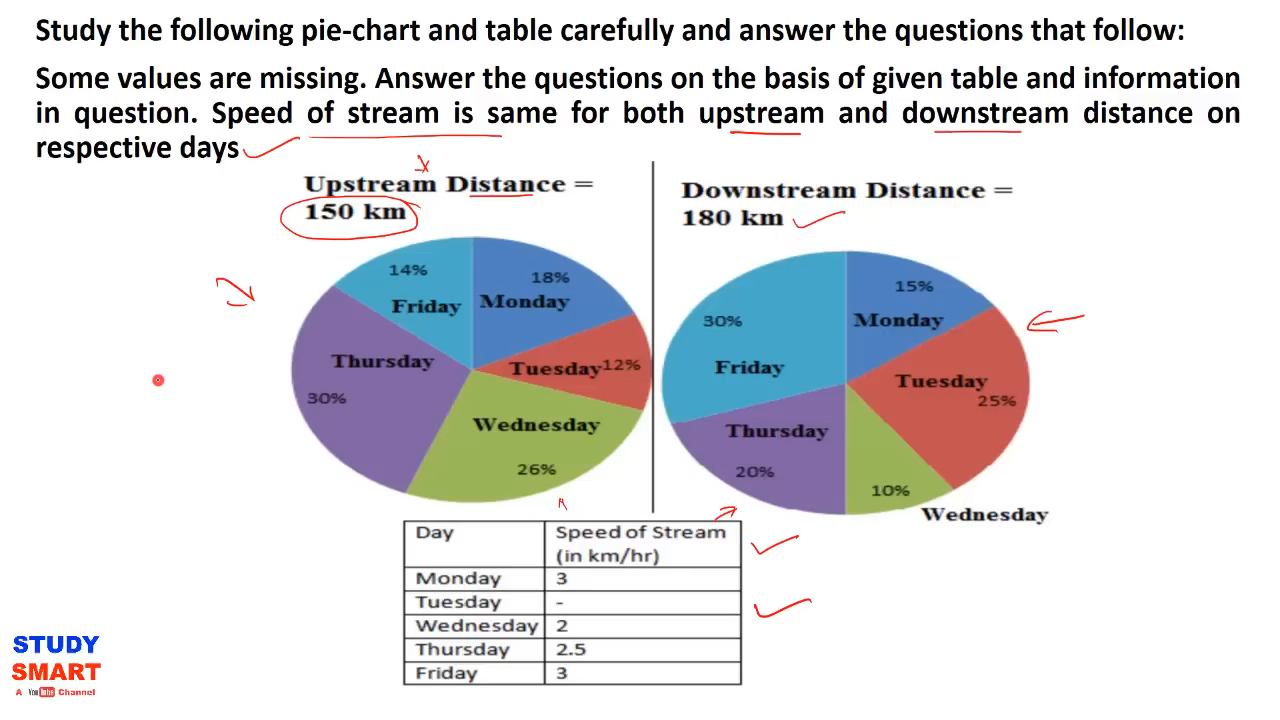 Study the following pie-chart and table carefully and answer the questions that follow:
Some values are missing. Answer the questions on the basis of given table and information
in question. Speed of stream is same for both upstream and downstream distance on
respective days
Upstream Distance =
150 km
14%
Friday
18%
Monday
Thursday
30%
Tuesday 12%
Wednesday
26%
Downstream Distance =
180 km
15%
Monday
30%
Friday
Tuesday
25%
Thursday
20%
10%
Wednesday
Day Speed of Stream
(in km/hr)
Monday 3
Tuesday -
Wednesday 2
Thursday 2.5
Friday 3
STUDY
SMART
A YouTube Channel